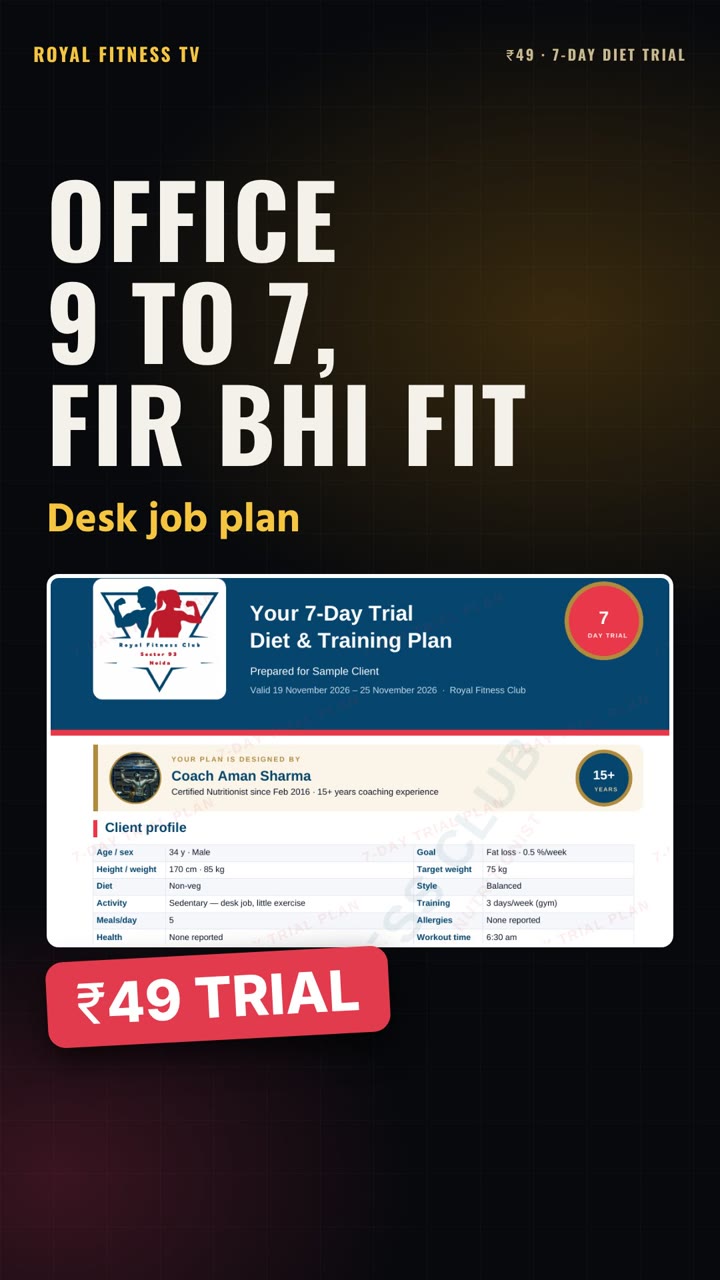 ROYAL FITNESS TV
₹49 · 7-DAY DIET TRIAL
OFFICE
9 TO 7,
FIR BHI FIT
Desk job plan
Royal Fitness Club
Sector 93
Noida
Your 7-Day Trial
Diet & Training Plan
Prepared for Sample Client
Valid 19 November 2026 – 25 November 2026 · Royal Fitness Club
7
DAY TRIAL
YOUR PLAN IS DESIGNED BY
Coach Aman Sharma
Certified Nutritionist since Feb 2016 · 15+ years coaching experience
15+
YEARS
Client profile
Age / sex 34 y · Male Goal Fat loss · 0.5 %/week
Height / weight 170 cm · 85 kg Target weight 75 kg
Diet Non-veg Style Balanced
Activity Sedentary — desk job, little exercise Training 3 days/week (gym)
Meals/day 5 Allergies None reported
Health None reported Workout time 6:30 am
₹49 TRIAL